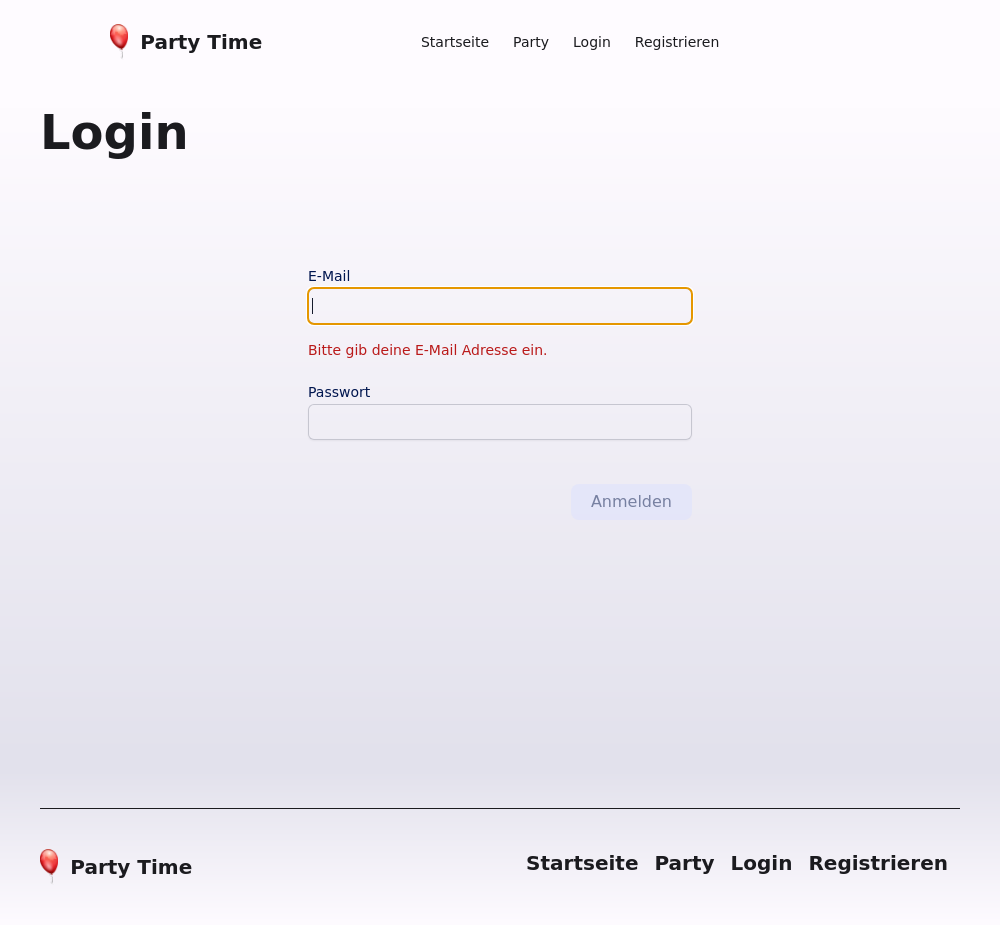 Party Time
Startseite Party Login Registrieren
Login
E-Mail
Bitte gib deine E-Mail Adresse ein.
Passwort
Anmelden
Party Time
Startseite Party Login Registrieren